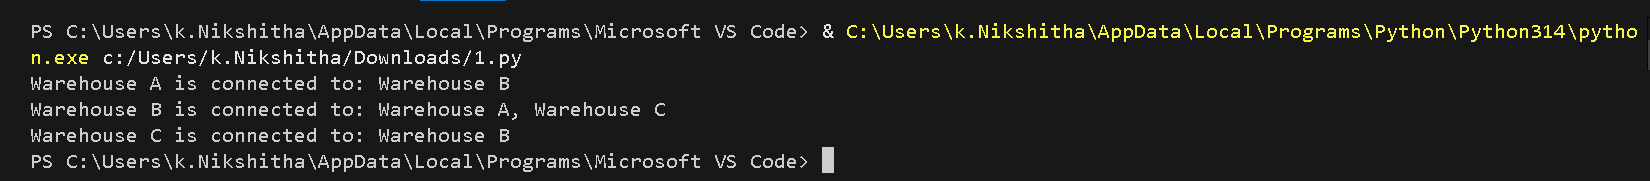 PS C:\Users\k.Nikshitha\AppData\Local\Programs\Microsoft VS Code> & C:\Users\k.Nikshitha\AppData\Local\Programs\Python\Python314\pytho
n.exe c:/Users/k.Nikshitha/Downloads/1.py
Warehouse A is connected to: Warehouse B
Warehouse B is connected to: Warehouse A, Warehouse C
Warehouse C is connected to: Warehouse B
PS C:\Users\k.Nikshitha\AppData\Local\Programs\Microsoft VS Code>